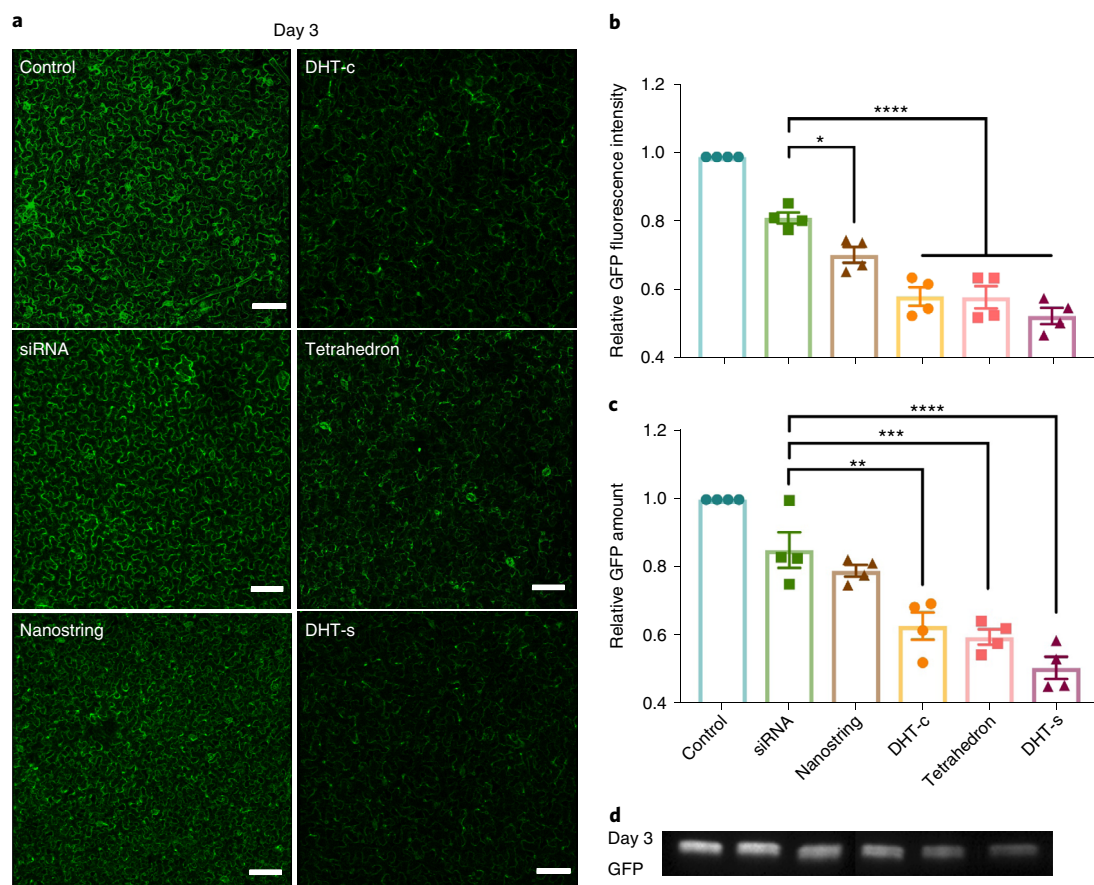 a
Day 3
Control
DHT-c
siRNA
Tetrahedron
Nanostring
DHT-s
b
Relative GFP fluorescence intensity
1.2
1.0
0.8
0.6
0.4
****
*
c
Relative GFP amount
1.2
1.0
0.8
0.6
0.4
****
***
**
Control
siRNA
Nanostring
DHT-c
Tetrahedron
DHT-s
d
Day 3
GFP